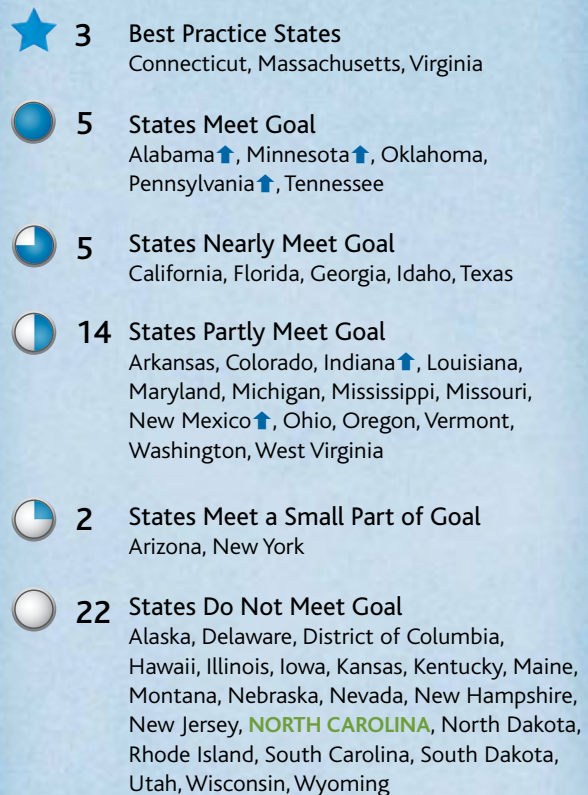 3 Best Practice States
Connecticut, Massachusetts, Virginia
5 States Meet Goal
Alabama⬆, Minnesota⬆, Oklahoma,
Pennsylvania⬆, Tennessee
5 States Nearly Meet Goal
California, Florida, Georgia, Idaho, Texas
14 States Partly Meet Goal
Arkansas, Colorado, Indiana⬆, Louisiana,
Maryland, Michigan, Mississippi, Missouri,
New Mexico⬆, Ohio, Oregon, Vermont,
Washington, West Virginia
2 States Meet a Small Part of Goal
Arizona, New York
22 States Do Not Meet Goal
Alaska, Delaware, District of Columbia,
Hawaii, Illinois, Iowa, Kansas, Kentucky, Maine,
Montana, Nebraska, Nevada, New Hampshire,
New Jersey, NORTH CAROLINA, North Dakota,
Rhode Island, South Carolina, South Dakota,
Utah, Wisconsin, Wyoming